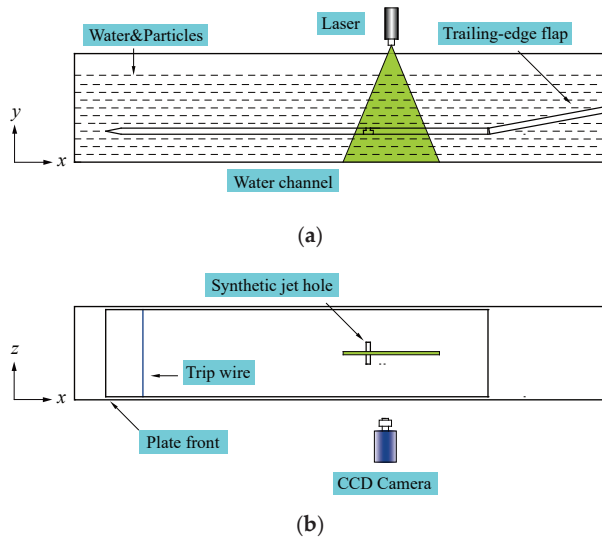 Laser
Water&Particles
Trailing-edge flap
y
x
Water channel
(a)
Synthetic jet hole
z
Trip wire
x
Plate front
CCD Camera
(b)